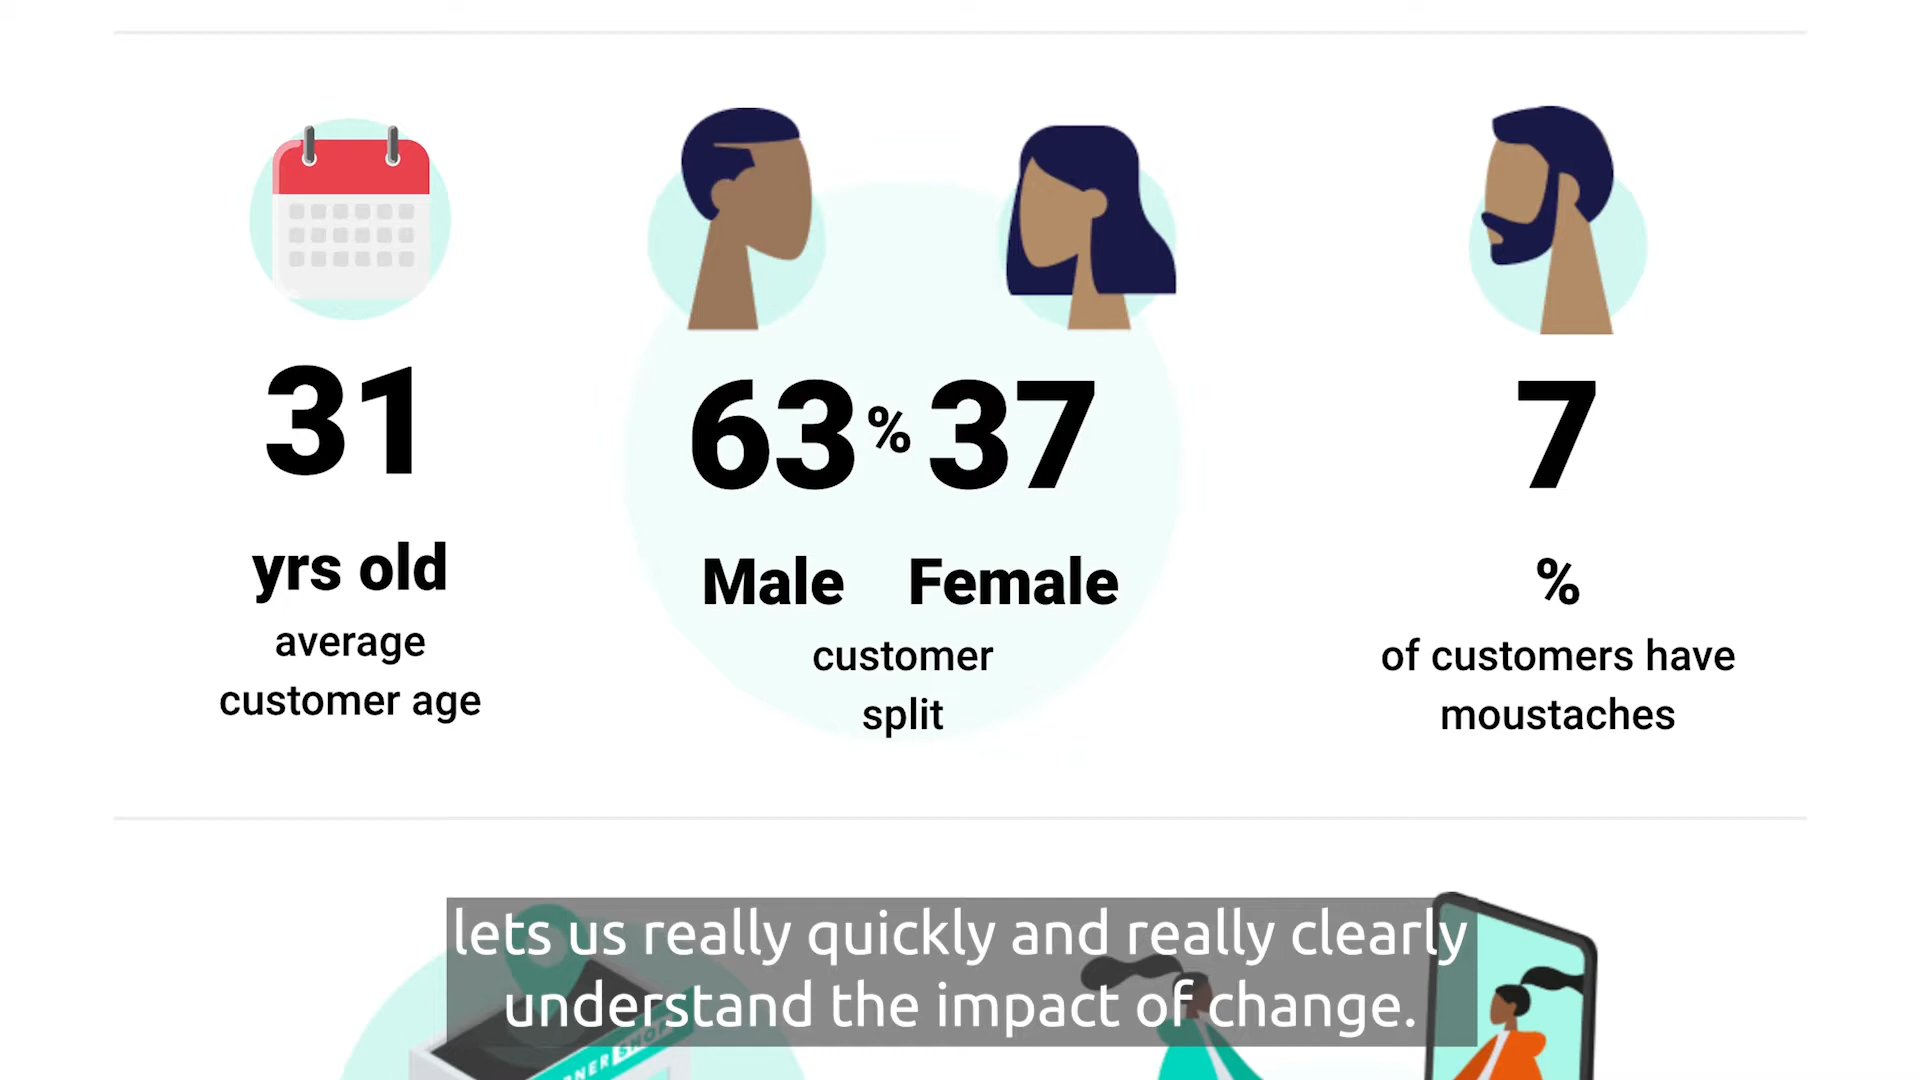 31
yrs old
average
customer age
63 % 37
Male Female
customer
split
7
%
of customers have
moustaches
lets us really quickly and really clearly
understand the impact of change.